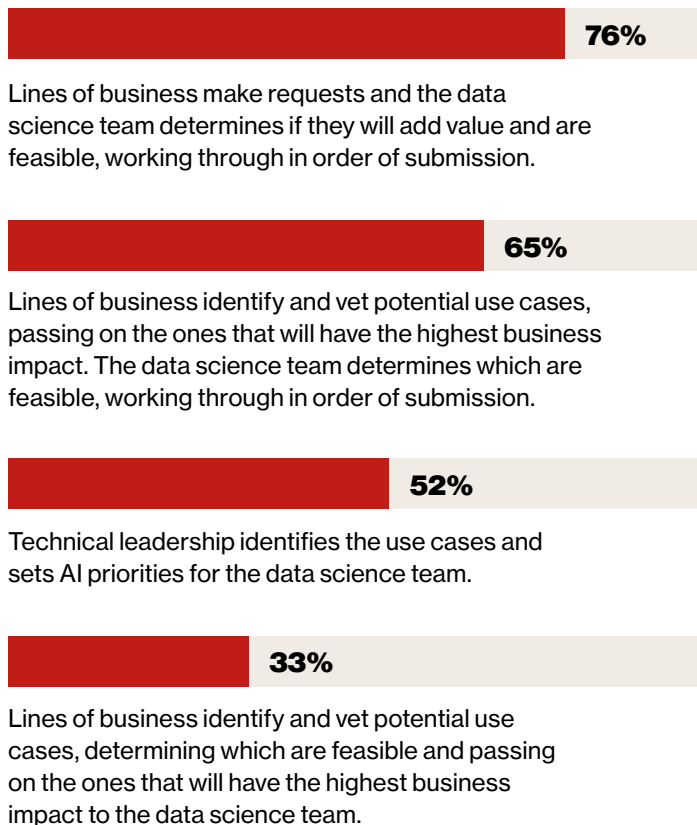 76%
Lines of business make requests and the data
science team determines if they will add value and are
feasible, working through in order of submission.
65%
Lines of business identify and vet potential use cases,
passing on the ones that will have the highest business
impact. The data science team determines which are
feasible, working through in order of submission.
52%
Technical leadership identifies the use cases and
sets AI priorities for the data science team.
33%
Lines of business identify and vet potential use
cases, determining which are feasible and passing
on the ones that will have the highest business
impact to the data science team.